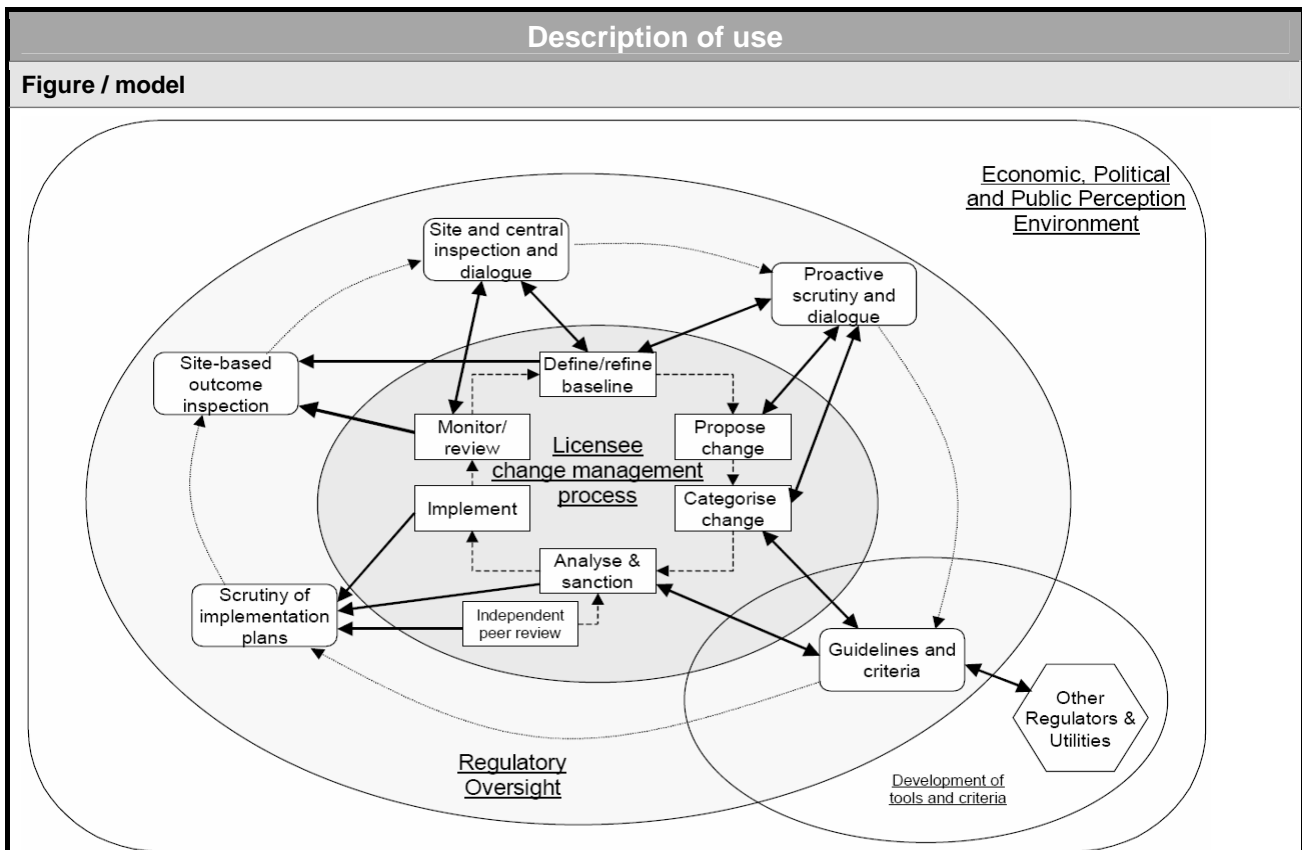 Description of use
Figure / model
Economic, Political
and Public Perception
Environment
Site and central
inspection and
dialogue
Proactive
scrutiny and
dialogue
Site-based
outcome
inspection
Define/refine
baseline
Monitor/
review
Propose
change
Licensee
change management
process
Implement
Categorise
change
Analyse &
sanction
Scrutiny of
implementation
plans
Independent
peer review
Guidelines and
criteria
Other
Regulators &
Utilities
Regulatory
Oversight
Development of
tools and criteria